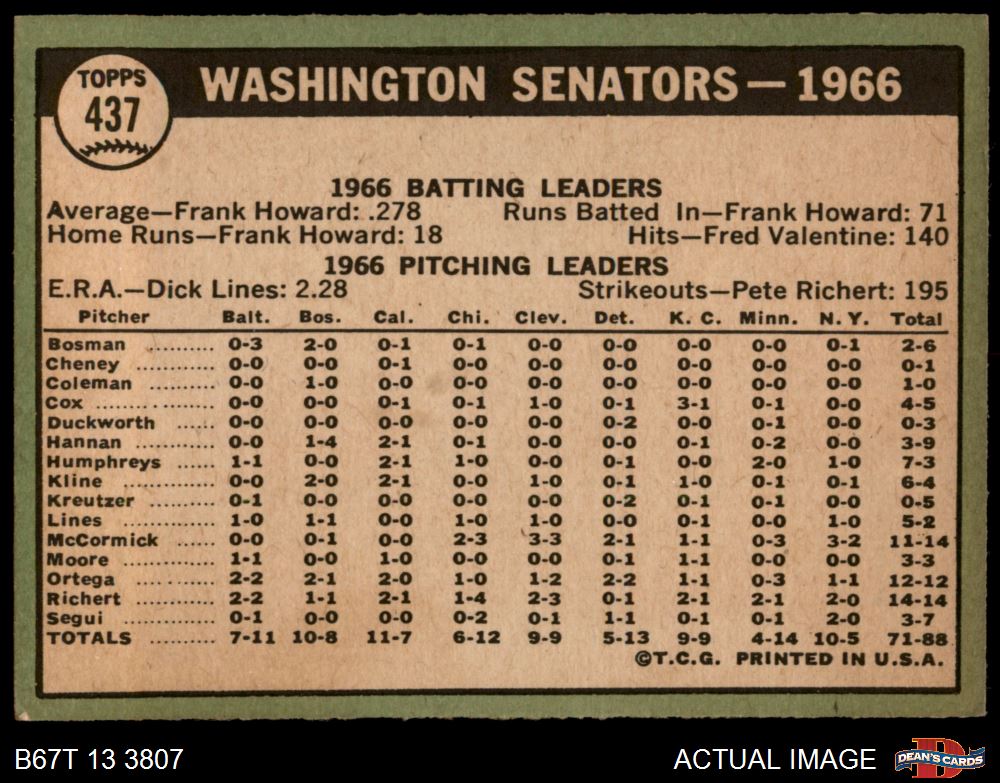 TOPPS
437
WASHINGTON SENATORS — 1966
1966 BATTING LEADERS
Average—Frank Howard: .278 Runs Batted In—Frank Howard: 71
Home Runs—Frank Howard: 18 Hits—Fred Valentine: 140
1966 PITCHING LEADERS
E.R.A.—Dick Lines: 2.28 Strikeouts—Pete Richert: 195
Pitcher Balt. Bos. Cal. Chi. Clev. Det. K. C. Minn. N. Y. Total
Bosman .......... 0-3 2-0 0-1 0-1 0-0 0-0 0-0 0-0 0-1 2-6
Cheney ............ 0-0 0-0 0-1 0-0 0-0 0-0 0-0 0-0 0-0 0-1
Coleman .......... 0-0 1-0 0-0 0-0 0-0 0-0 0-0 0-0 0-0 1-0
Cox .................. 0-0 0-0 0-1 0-1 1-0 0-1 3-1 0-1 0-0 4-5
Duckworth ...... 0-0 0-0 0-0 0-0 0-0 0-2 0-0 0-1 0-0 0-3
Hannan ............ 0-0 1-4 2-1 0-1 0-0 0-0 0-1 0-2 0-0 3-9
Humphreys ...... 1-1 0-0 2-1 1-0 0-0 0-1 0-0 2-0 1-0 7-3
Kline ................ 0-0 2-0 2-1 0-0 1-0 0-1 1-0 0-1 0-1 6-4
Kreutzer .......... 0-1 0-0 0-0 0-0 0-0 0-2 0-1 0-1 0-0 0-5
Lines .............. 1-0 1-1 0-0 1-0 1-0 0-0 0-1 0-0 1-0 5-2
McCormick ...... 0-0 0-1 0-0 2-3 3-3 2-1 1-1 0-3 3-2 11-14
Moore .............. 1-1 0-0 1-0 0-0 0-0 0-1 1-1 0-0 0-0 3-3
Ortega ............ 2-2 2-1 2-0 1-0 1-2 2-2 1-1 0-3 1-1 12-12
Richert ............ 2-2 1-1 2-1 1-4 2-3 0-1 2-1 2-1 2-0 14-14
Segui .............. 0-1 0-0 0-0 0-2 0-1 1-1 0-1 0-1 2-0 3-7
TOTALS .......... 7-11 10-8 11-7 6-12 9-9 5-13 9-9 4-14 10-5 71-88
©T.C.G. PRINTED IN U.S.A.
B67T 13 3807 ACTUAL IMAGE
D
DEAN'S CARDS